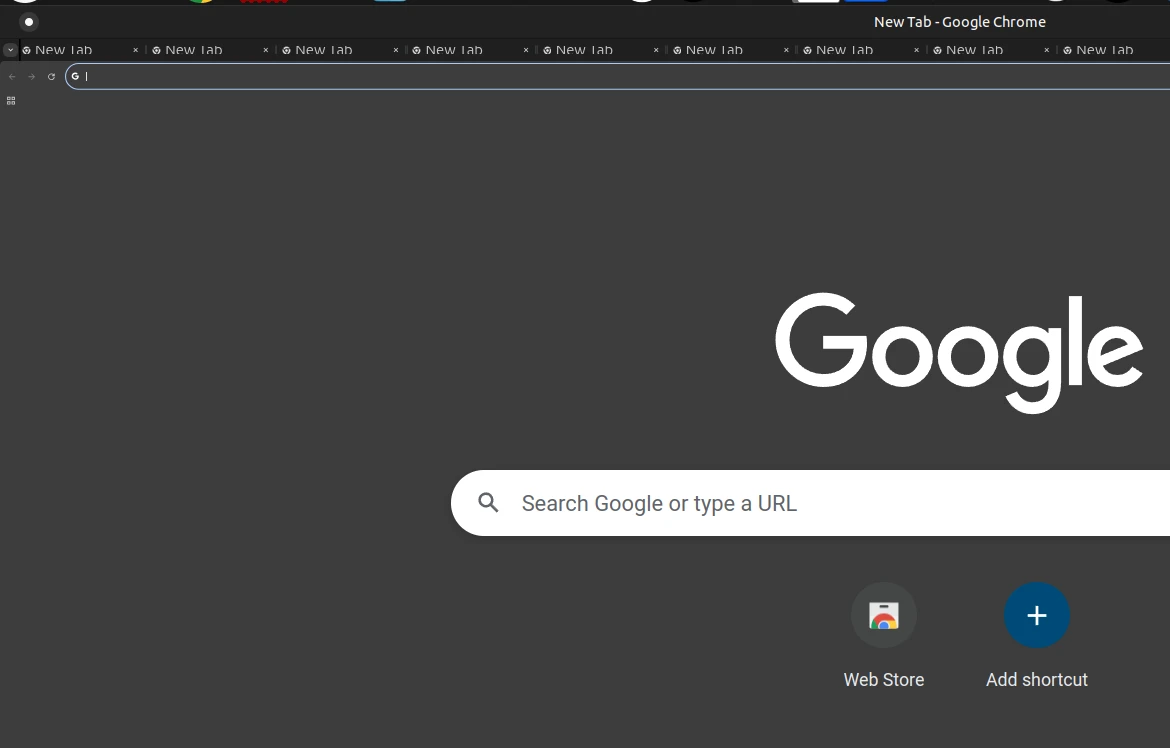 New Tab - Google Chrome
New Tab New Tab New Tab New Tab New Tab New Tab New Tab New Tab New Tab
Google
Search Google or type a URL
Web Store Add shortcut